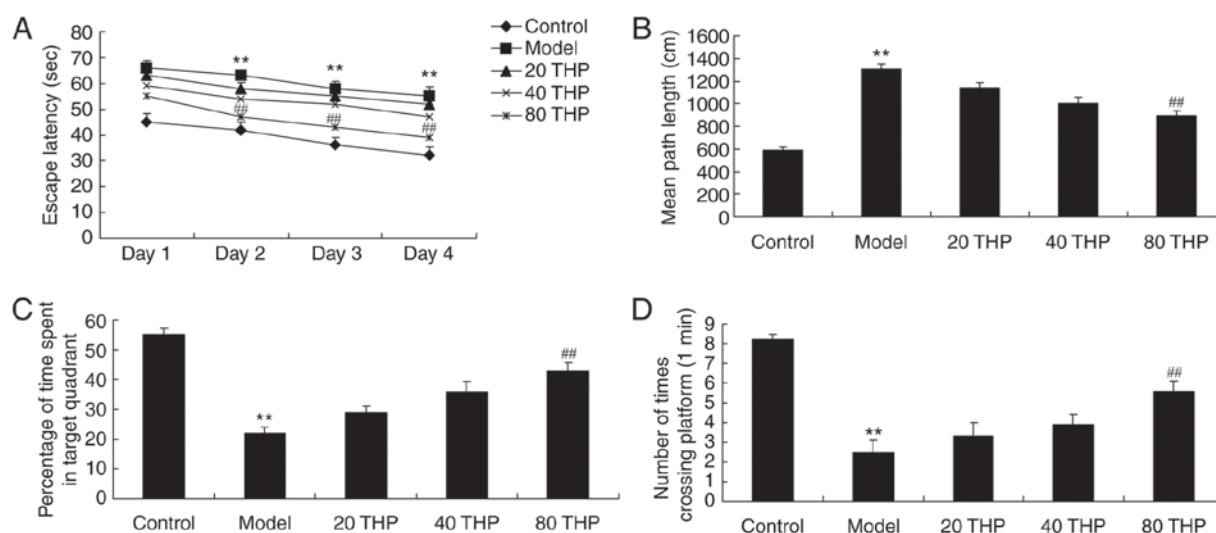 A
Escape latency (sec)
80
70
60
50
40
30
20
10
0
** ** **
## ## ##
Day 1 Day 2 Day 3 Day 4
Control
Model
20 THP
40 THP
80 THP
B
Mean path length (cm)
1600
1400
1200
1000
800
600
400
200
0
**
##
Control Model 20 THP 40 THP 80 THP
C
Percentage of time spent
in target quadrant
60
50
40
30
20
10
0
**
##
Control Model 20 THP 40 THP 80 THP
D
Number of times
crossing platform (1 min)
9
8
7
6
5
4
3
2
1
0
**
##
Control Model 20 THP 40 THP 80 THP